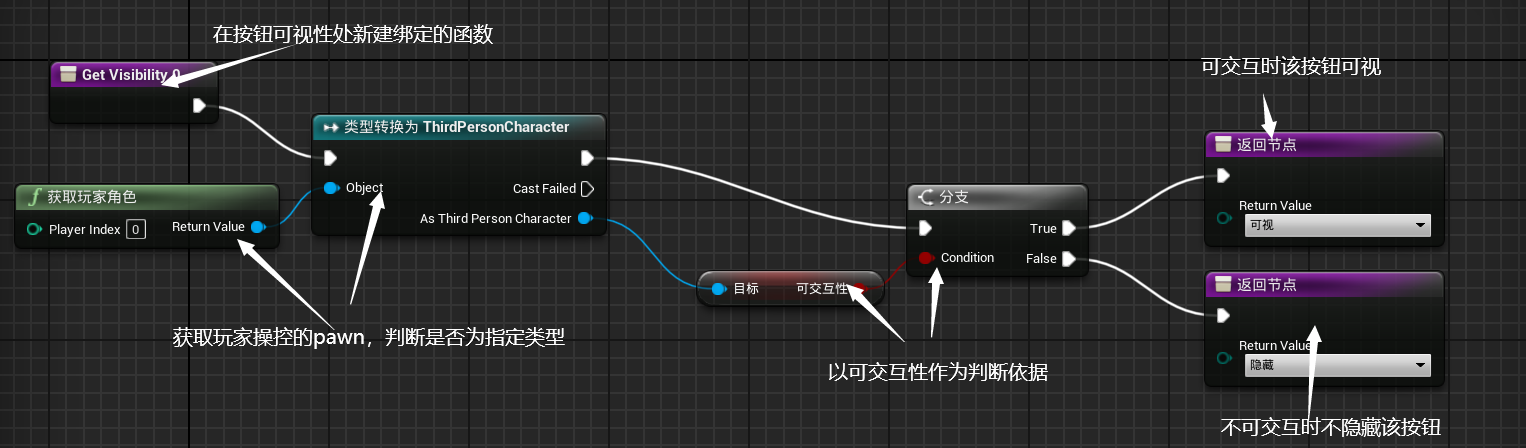 在按钮可视性处新建绑定的函数
Get Visibility 0
可交互时该按钮可视
类型转换为 ThirdPersonCharacter
返回节点
Object
Cast Failed
As Third Person Character
获取玩家角色
Player Index 0
Return Value
分支
True
Condition
False
Return Value
可视
目标
可交互性
返回节点
Return Value
隐藏
获取玩家操控的pawn，判断是否为指定类型
以可交互性作为判断依据
不可交互时不隐藏该按钮